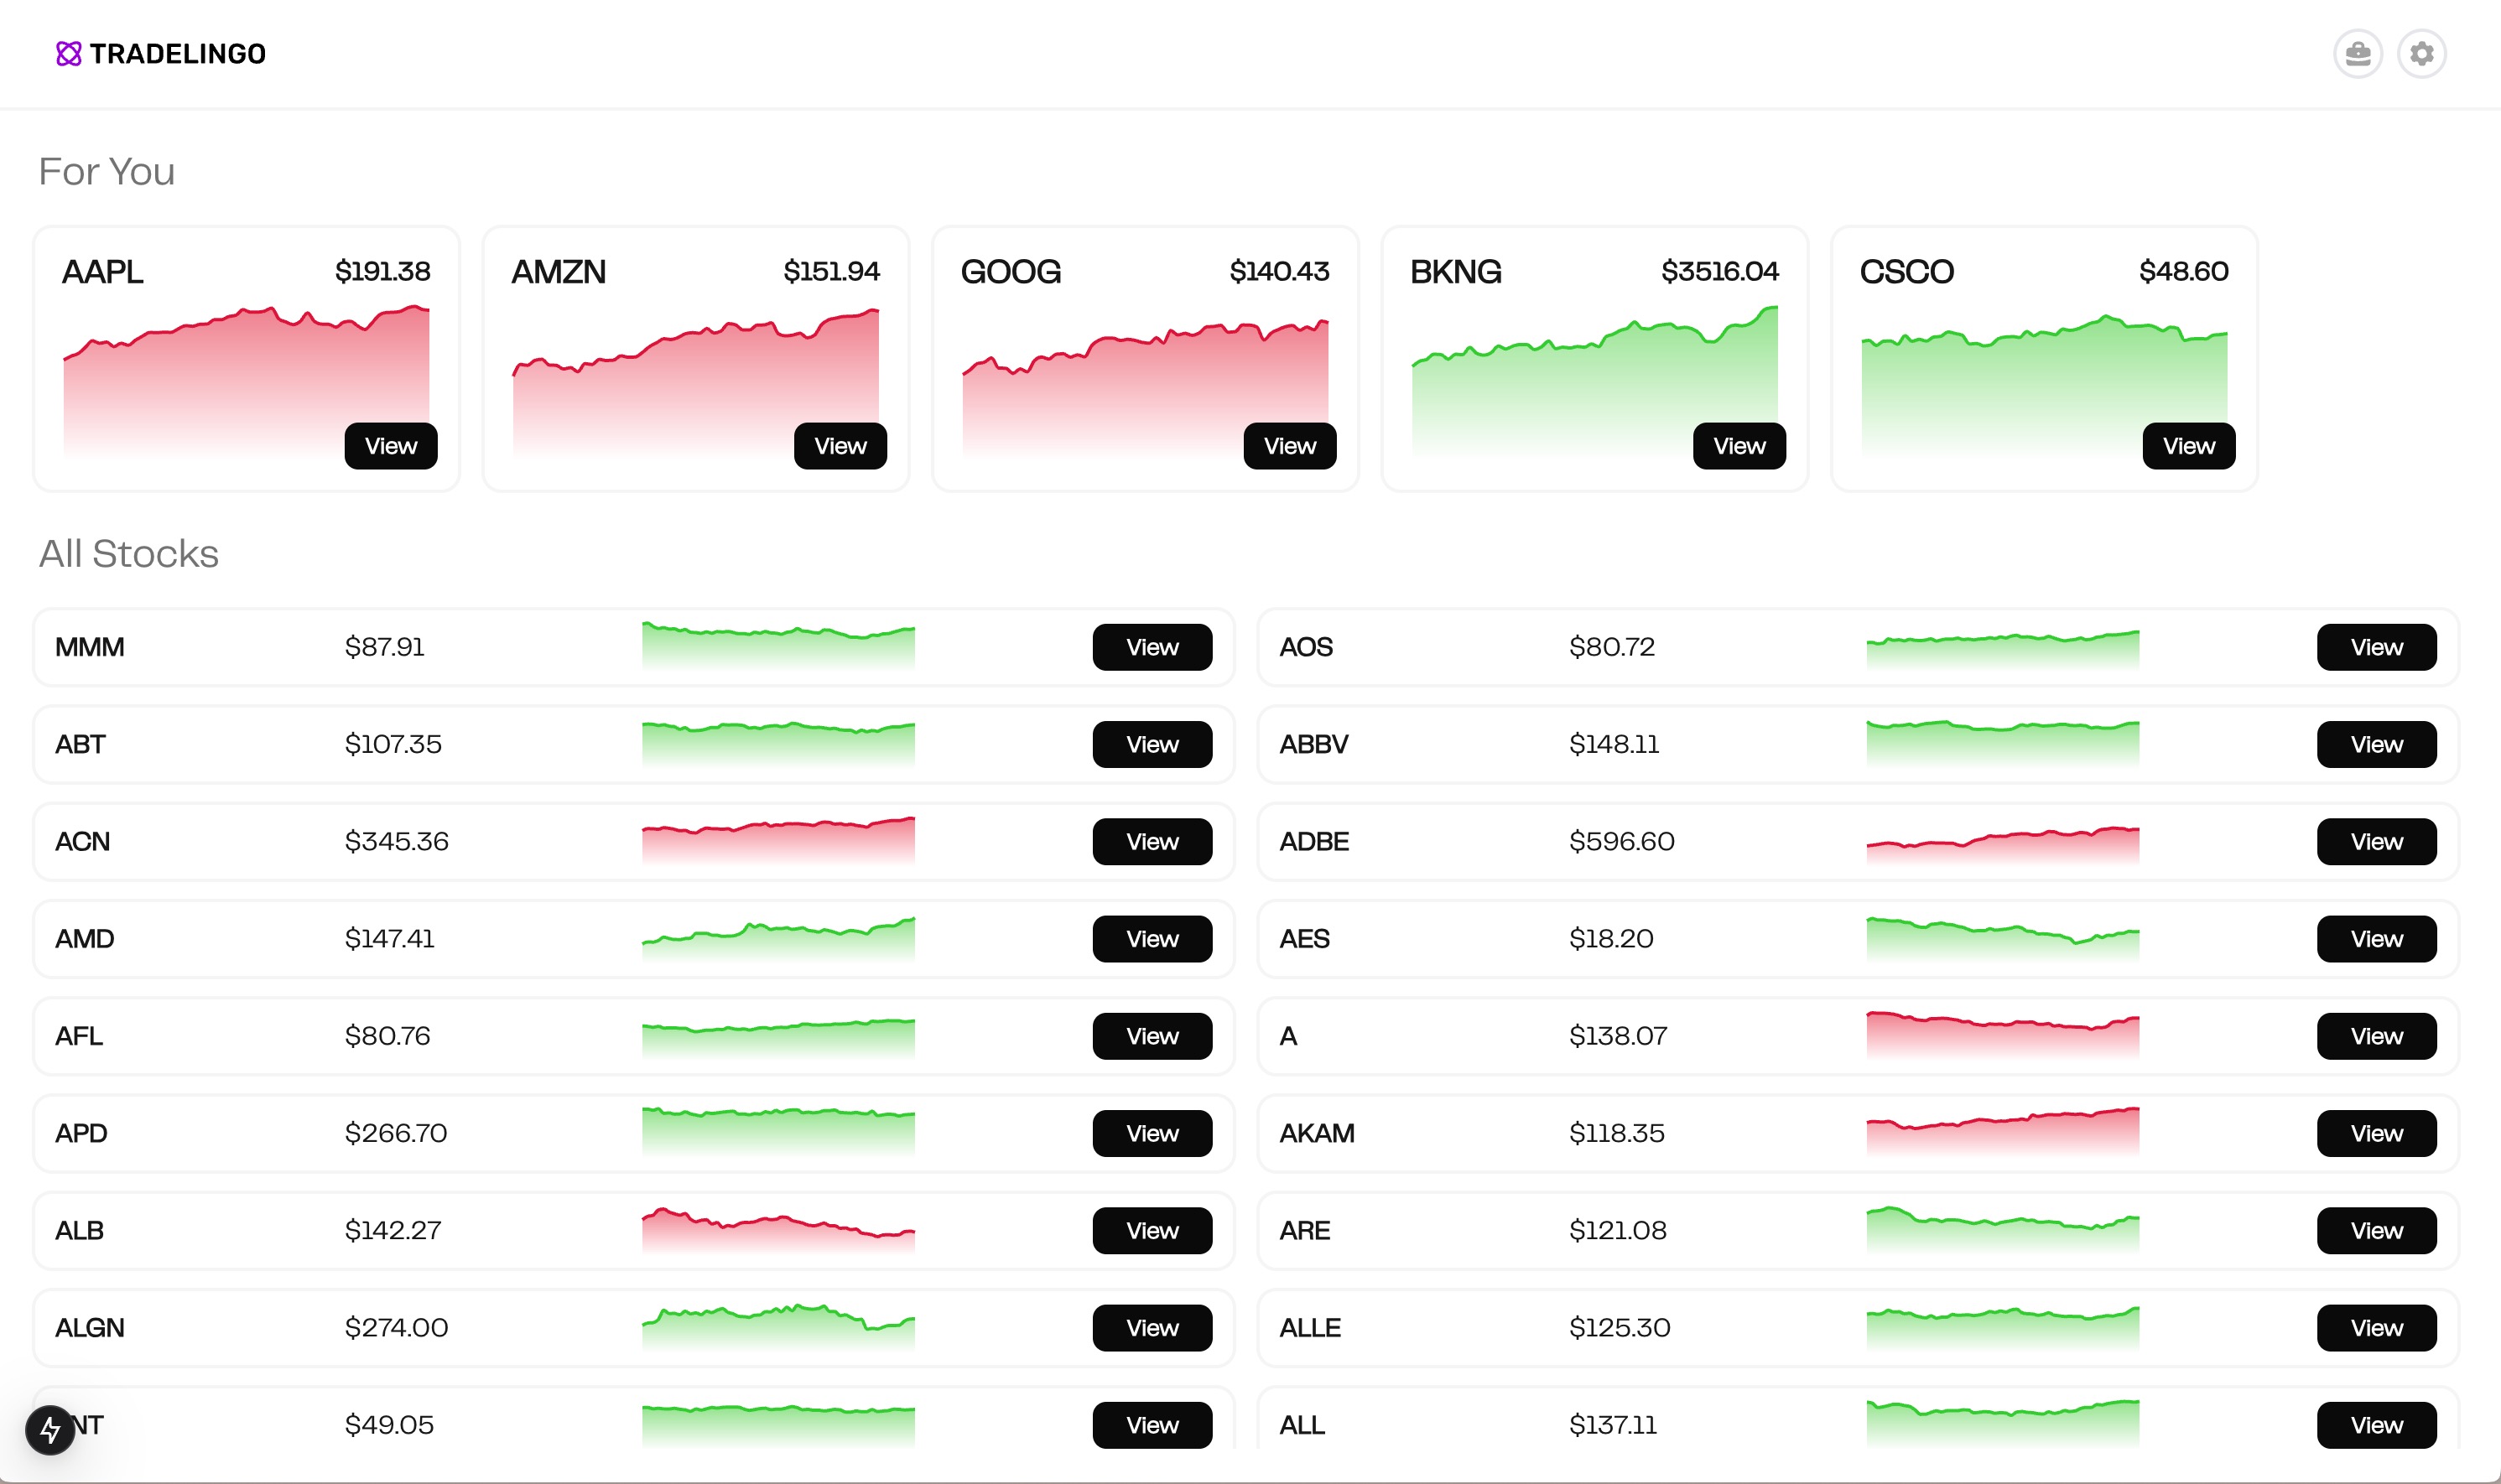 TRADELINGO
For You
AAPL $191.38
View
AMZN $151.94
View
GOOG $140.43
View
BKNG $3516.04
View
CSCO $48.60
View
All Stocks
MMM $87.91 View
AOS $80.72 View
ABT $107.35 View
ABBV $148.11 View
ACN $345.36 View
ADBE $596.60 View
AMD $147.41 View
AES $18.20 View
AFL $80.76 View
A $138.07 View
APD $266.70 View
AKAM $118.35 View
ALB $142.27 View
ARE $121.08 View
ALGN $274.00 View
ALLE $125.30 View
NT $49.05 View
ALL $137.11 View